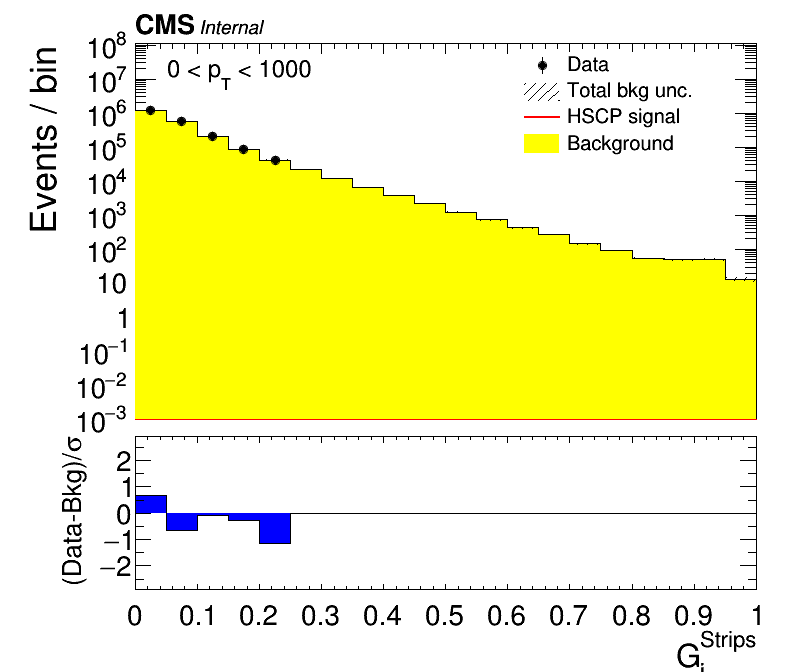 CMS Internal
0 < pT < 1000
Data
Total bkg unc.
HSCP signal
Background
Events / bin
10^8
10^7
10^6
10^5
10^4
10^3
10^2
10
1
10^−1
10^−2
10^−3
(Data-Bkg)/σ
2
1
0
−1
−2
0 0.1 0.2 0.3 0.4 0.5 0.6 0.7 0.8 0.9 1
G_i^Strips